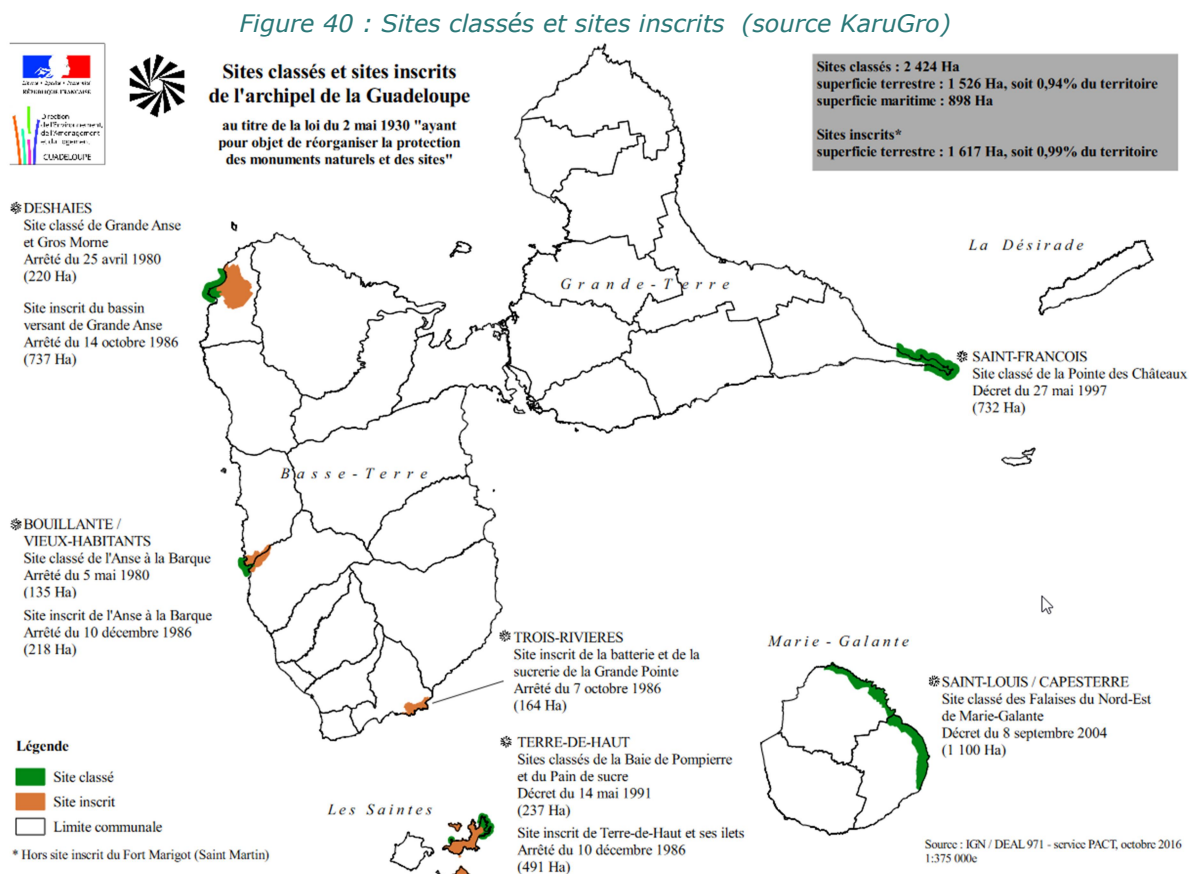 Figure 40 : Sites classés et sites inscrits (source KaruGro)
RÉPUBLIQUE FRANÇAISE
Direction
de l'Environnement,
de l'Aménagement
et du Logement
GUADELOUPE
Sites classés et sites inscrits
de l'archipel de la Guadeloupe
au titre de la loi du 2 mai 1930 "ayant
pour objet de réorganiser la protection
des monuments naturels et des sites"
Sites classés : 2 424 Ha
superficie terrestre : 1 526 Ha, soit 0,94% du territoire
superficie maritime : 898 Ha
Sites inscrits*
superficie terrestre : 1 617 Ha, soit 0,99% du territoire
DESHAIES
Site classé de Grande Anse
et Gros Morne
Arrêté du 25 avril 1980
(220 Ha)
Site inscrit du bassin
versant de Grande Anse
Arrêté du 14 octobre 1986
(737 Ha)
La Désirade
Grande-Terre
SAINT-FRANCOIS
Site classé de la Pointe des Châteaux
Décret du 27 mai 1997
(732 Ha)
Basse-Terre
BOUILLANTE /
VIEUX-HABITANTS
Site classé de l'Anse à la Barque
Arrêté du 5 mai 1980
(135 Ha)
Site inscrit de l'Anse à la Barque
Arrêté du 10 décembre 1986
(218 Ha)
TROIS-RIVIERES
Site inscrit de la batterie et de la
sucrerie de la Grande Pointe
Arrêté du 7 octobre 1986
(164 Ha)
Marie-Galante
SAINT-LOUIS / CAPESTERRE
Site classé des Falaises du Nord-Est
de Marie-Galante
Décret du 8 septembre 2004
(1 100 Ha)
TERRE-DE-HAUT
Sites classés de la Baie de Pompierre
et du Pain de sucre
Décret du 14 mai 1991
(237 Ha)
Site inscrit de Terre-de-Haut et ses ilets
Arrêté du 10 décembre 1986
(491 Ha)
Les Saintes
Légende
Site classé
Site inscrit
Limite communale
* Hors site inscrit du Fort Marigot (Saint Martin)
Source : IGN / DEAL 971 - service PACT, octobre 2016
1:375 000e